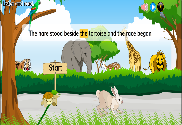 The hare stood beside the tortoise and the race began
Start